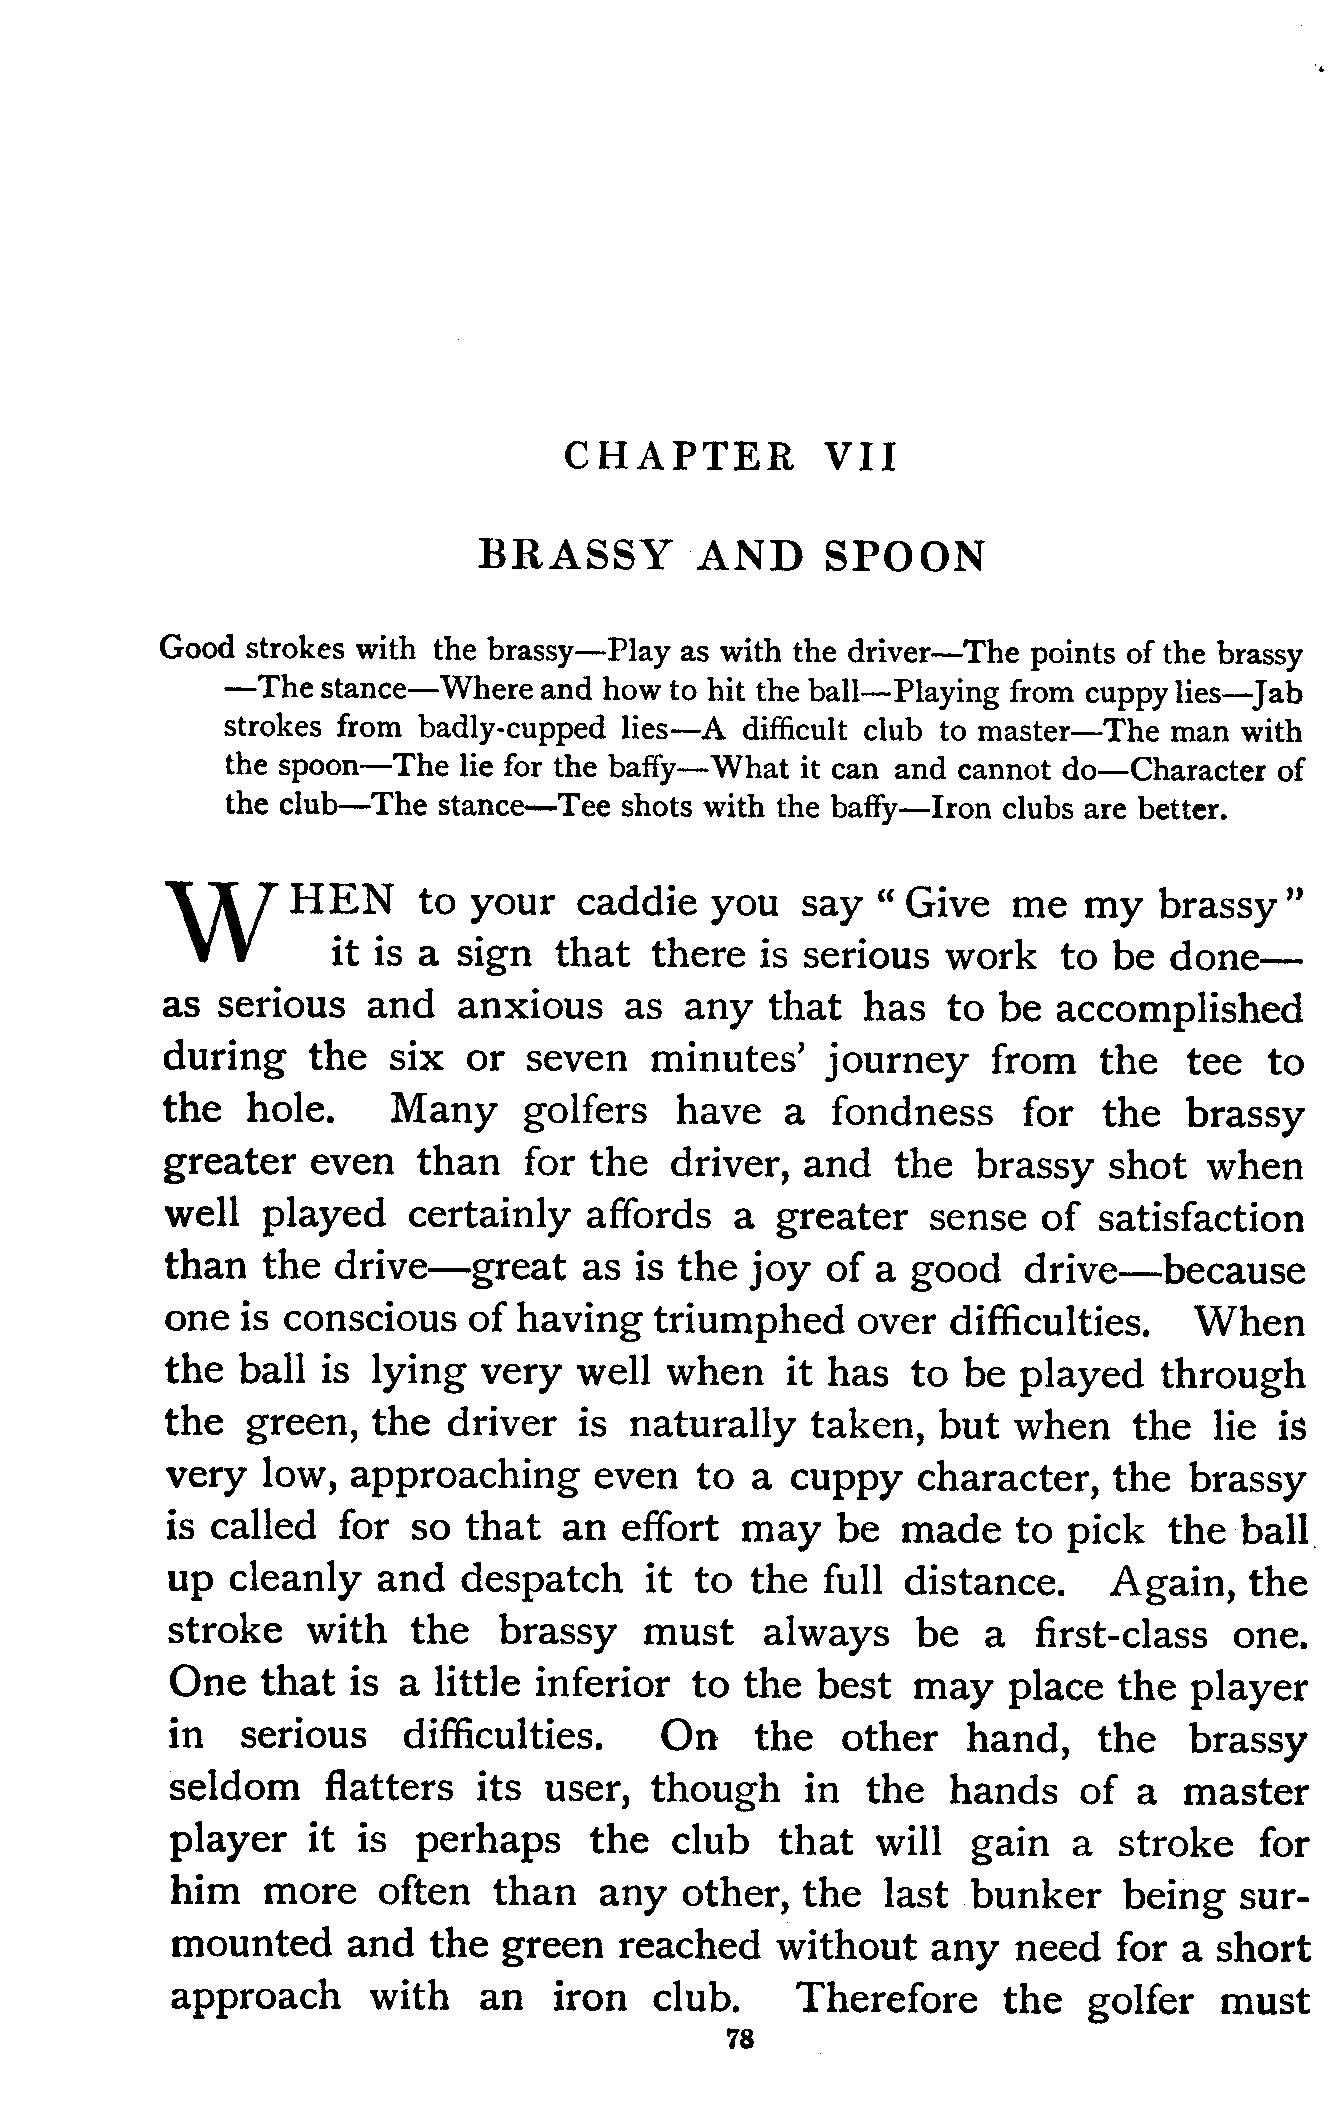 CHAPTER VII
BRASSY AND SPOON
Good strokes with the brassy—Play as with the driver—The points of the brassy
—The stance—Where and how to hit the ball—Playing from cuppy lies—Jab
strokes from badly-cupped lies—A difficult club to master—The man with
the spoon—The lie for the baffy—What it can and cannot do—Character of
the club—The stance—Tee shots with the baffy—Iron clubs are better.
WHEN to your caddie you say “Give me my brassy”
it is a sign that there is serious work to be done—
as serious and anxious as any that has to be accomplished
during the six or seven minutes’ journey from the tee to
the hole. Many golfers have a fondness for the brassy
greater even than for the driver, and the brassy shot when
well played certainly affords a greater sense of satisfaction
than the drive—great as is the joy of a good drive—because
one is conscious of having triumphed over difficulties. When
the ball is lying very well when it has to be played through
the green, the driver is naturally taken, but when the lie is
very low, approaching even to a cuppy character, the brassy
is called for so that an effort may be made to pick the ball
up cleanly and despatch it to the full distance. Again, the
stroke with the brassy must always be a first-class one.
One that is a little inferior to the best may place the player
in serious difficulties. On the other hand, the brassy
seldom flatters its user, though in the hands of a master
player it is perhaps the club that will gain a stroke for
him more often than any other, the last bunker being sur-
mounted and the green reached without any need for a short
approach with an iron club. Therefore the golfer must
78